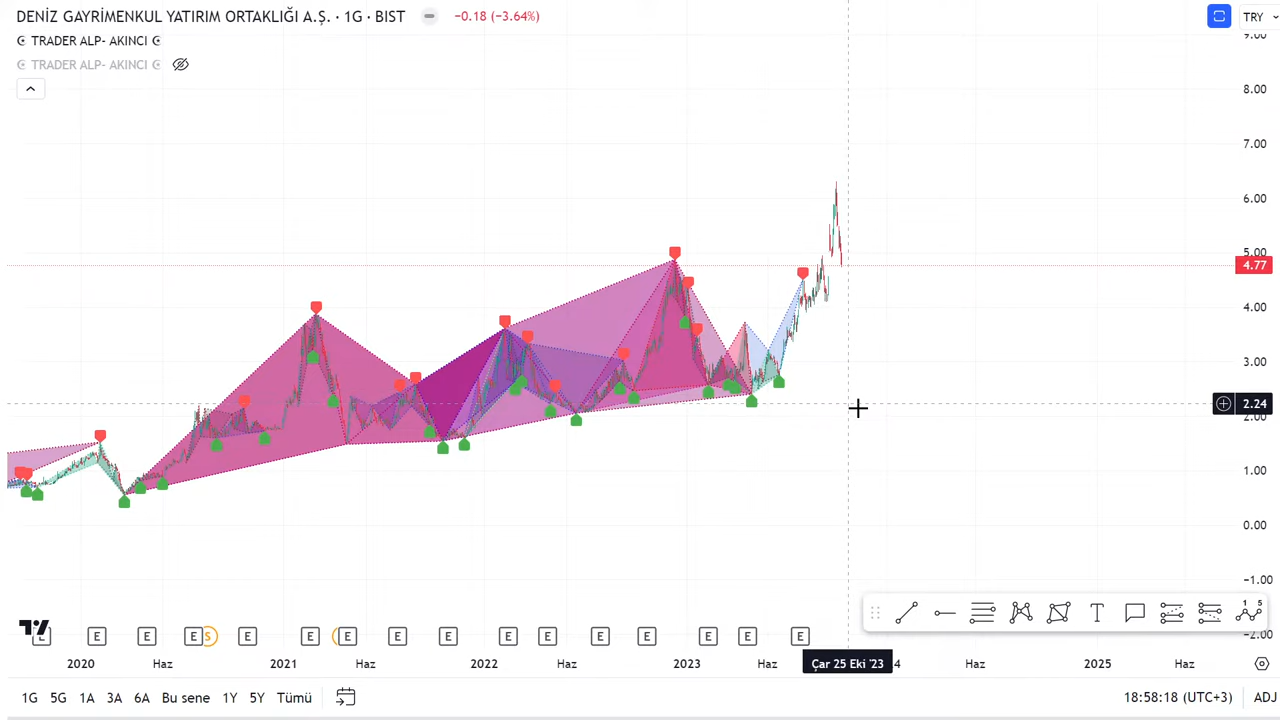 DENİZ GAYRİMENKUL YATIRIM ORTAKLIĞI A.Ş. · 1G · BIST −0.18 (−3.64%)
TRY
TRADER ALP- AKINCI
TRADER ALP- AKINCI
9.00
8.00
7.00
6.00
5.00
4.77
4.00
3.00
2.24
2.00
1.00
0.00
−1.00
−2.00
T
1 5
E E E E S E E E E E E E E E E E E
2020 Haz 2021 Haz 2022 Haz 2023 Haz Çar 25 Eki '23 4 Haz 2025 Haz
1G 5G 1A 3A 6A Bu sene 1Y 5Y Tümü 18:58:18 (UTC+3) ADJ